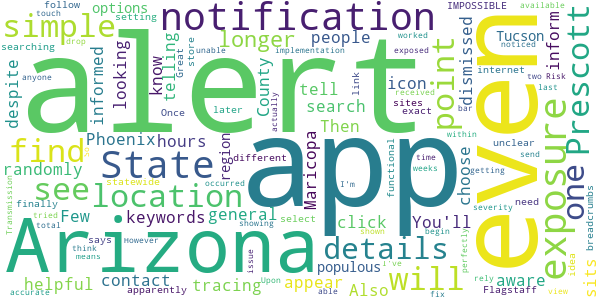 touch follow setting options
notification
IMPOSSIBLE available
simple
searching drop anyone
alert
store unable implementation
worked exposed noticed
longer people
looking know telling
Great
informed
despite
icon
tell
link
point
dismissed
Tucson
inform
internet two Risk
bar last
find
Once
later
County
search
sites exact
received
even
exposure
Prescott
Phoenix
hours
actually
Then
app
State
region
Maricopa
different
time
within
weeks
functional
choose
unclear
getting
send
one
randomly
see
location
statewide
occurred
I'm
finally
Few
keywords
general
select
click
You'll
need
severity
breadcrumbs
Transmission
tried
total
Arizona
says
However
showing
issue
shown
begin
Also
details
populous
perfectly
rely
Flagstaff
aware
idea
sits
think
means
contact
tracing
Upon
able
appear
I've
fix
will
view
accurate
helpful
apparently